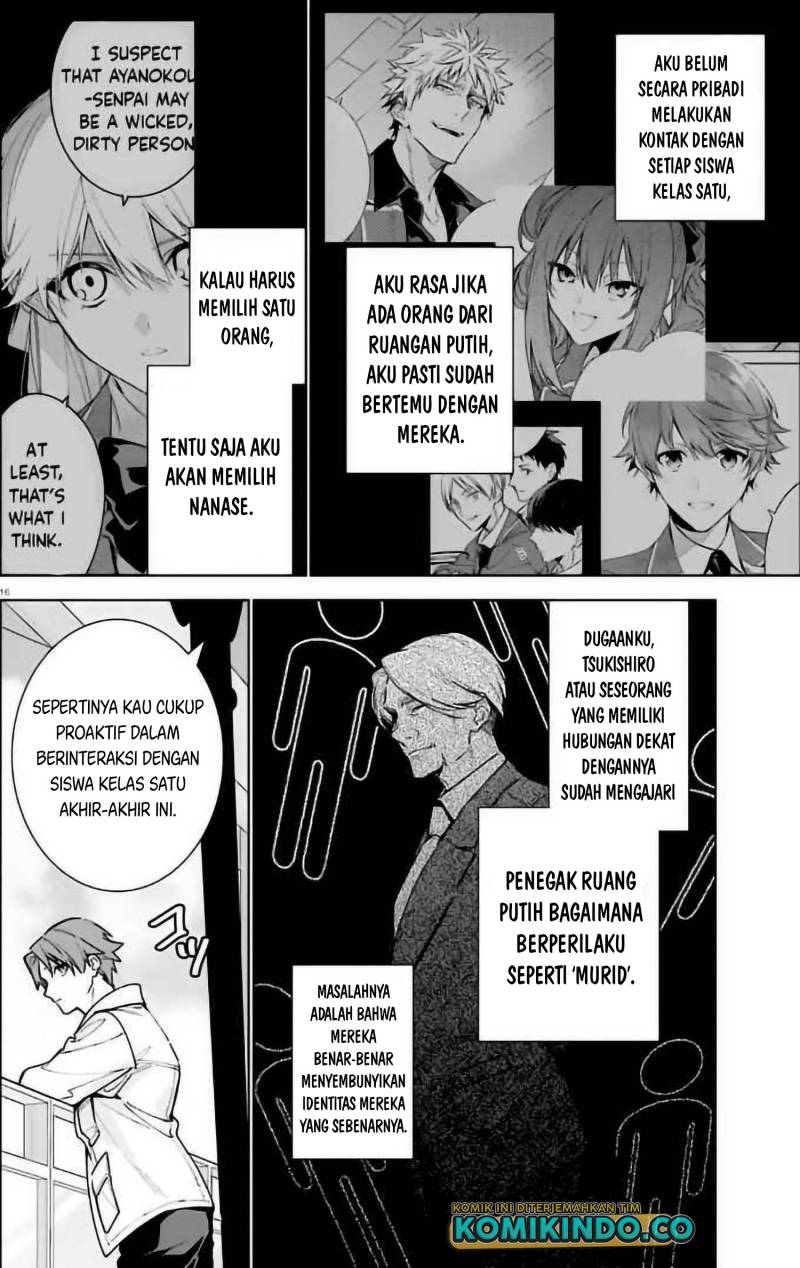 AKU BELUM
SECARA PRIBADI
MELAKUKAN
KONTAK DENGAN
SETIAP SISWA
KELAS SATU,
AKU RASA JIKA
ADA ORANG DARI
RUANGAN PUTIH,
AKU PASTI SUDAH
BERTEMU DENGAN
MEREKA.
I SUSPECT
THAT AYANOKOU
-SENPAI MAY
BE A WICKED,
DIRTY PERSON
KALAU HARUS
MEMILIH SATU
ORANG,
TENTU SAJA AKU
AKAN MEMILIH
NANASE.
AT
LEAST,
THAT'S
WHAT I
THINK.
16
DUGAANKU,
TSUKISHIRO
ATAU SESEORANG
YANG MEMILIKI
HUBUNGAN DEKAT
DENGANNYA
SUDAH MENGAJARI
PENEGAK RUANG
PUTIH BAGAIMANA
BERPERILAKU
SEPERTI 'MURID'.
MASALAHNYA
ADALAH BAHWA
MEREKA
BENAR-BENAR
MENYEMBUNYIKAN
IDENTITAS MEREKA
YANG SEBENARNYA.
SEPERTINYA KAU CUKUP
PROAKTIF DALAM
BERINTERAKSI DENGAN
SISWA KELAS SATU
AKHIR-AKHIR INI.
コツ
KOMIK INI DITERJEMAHKAN TIM
KOMIKINDO.CO